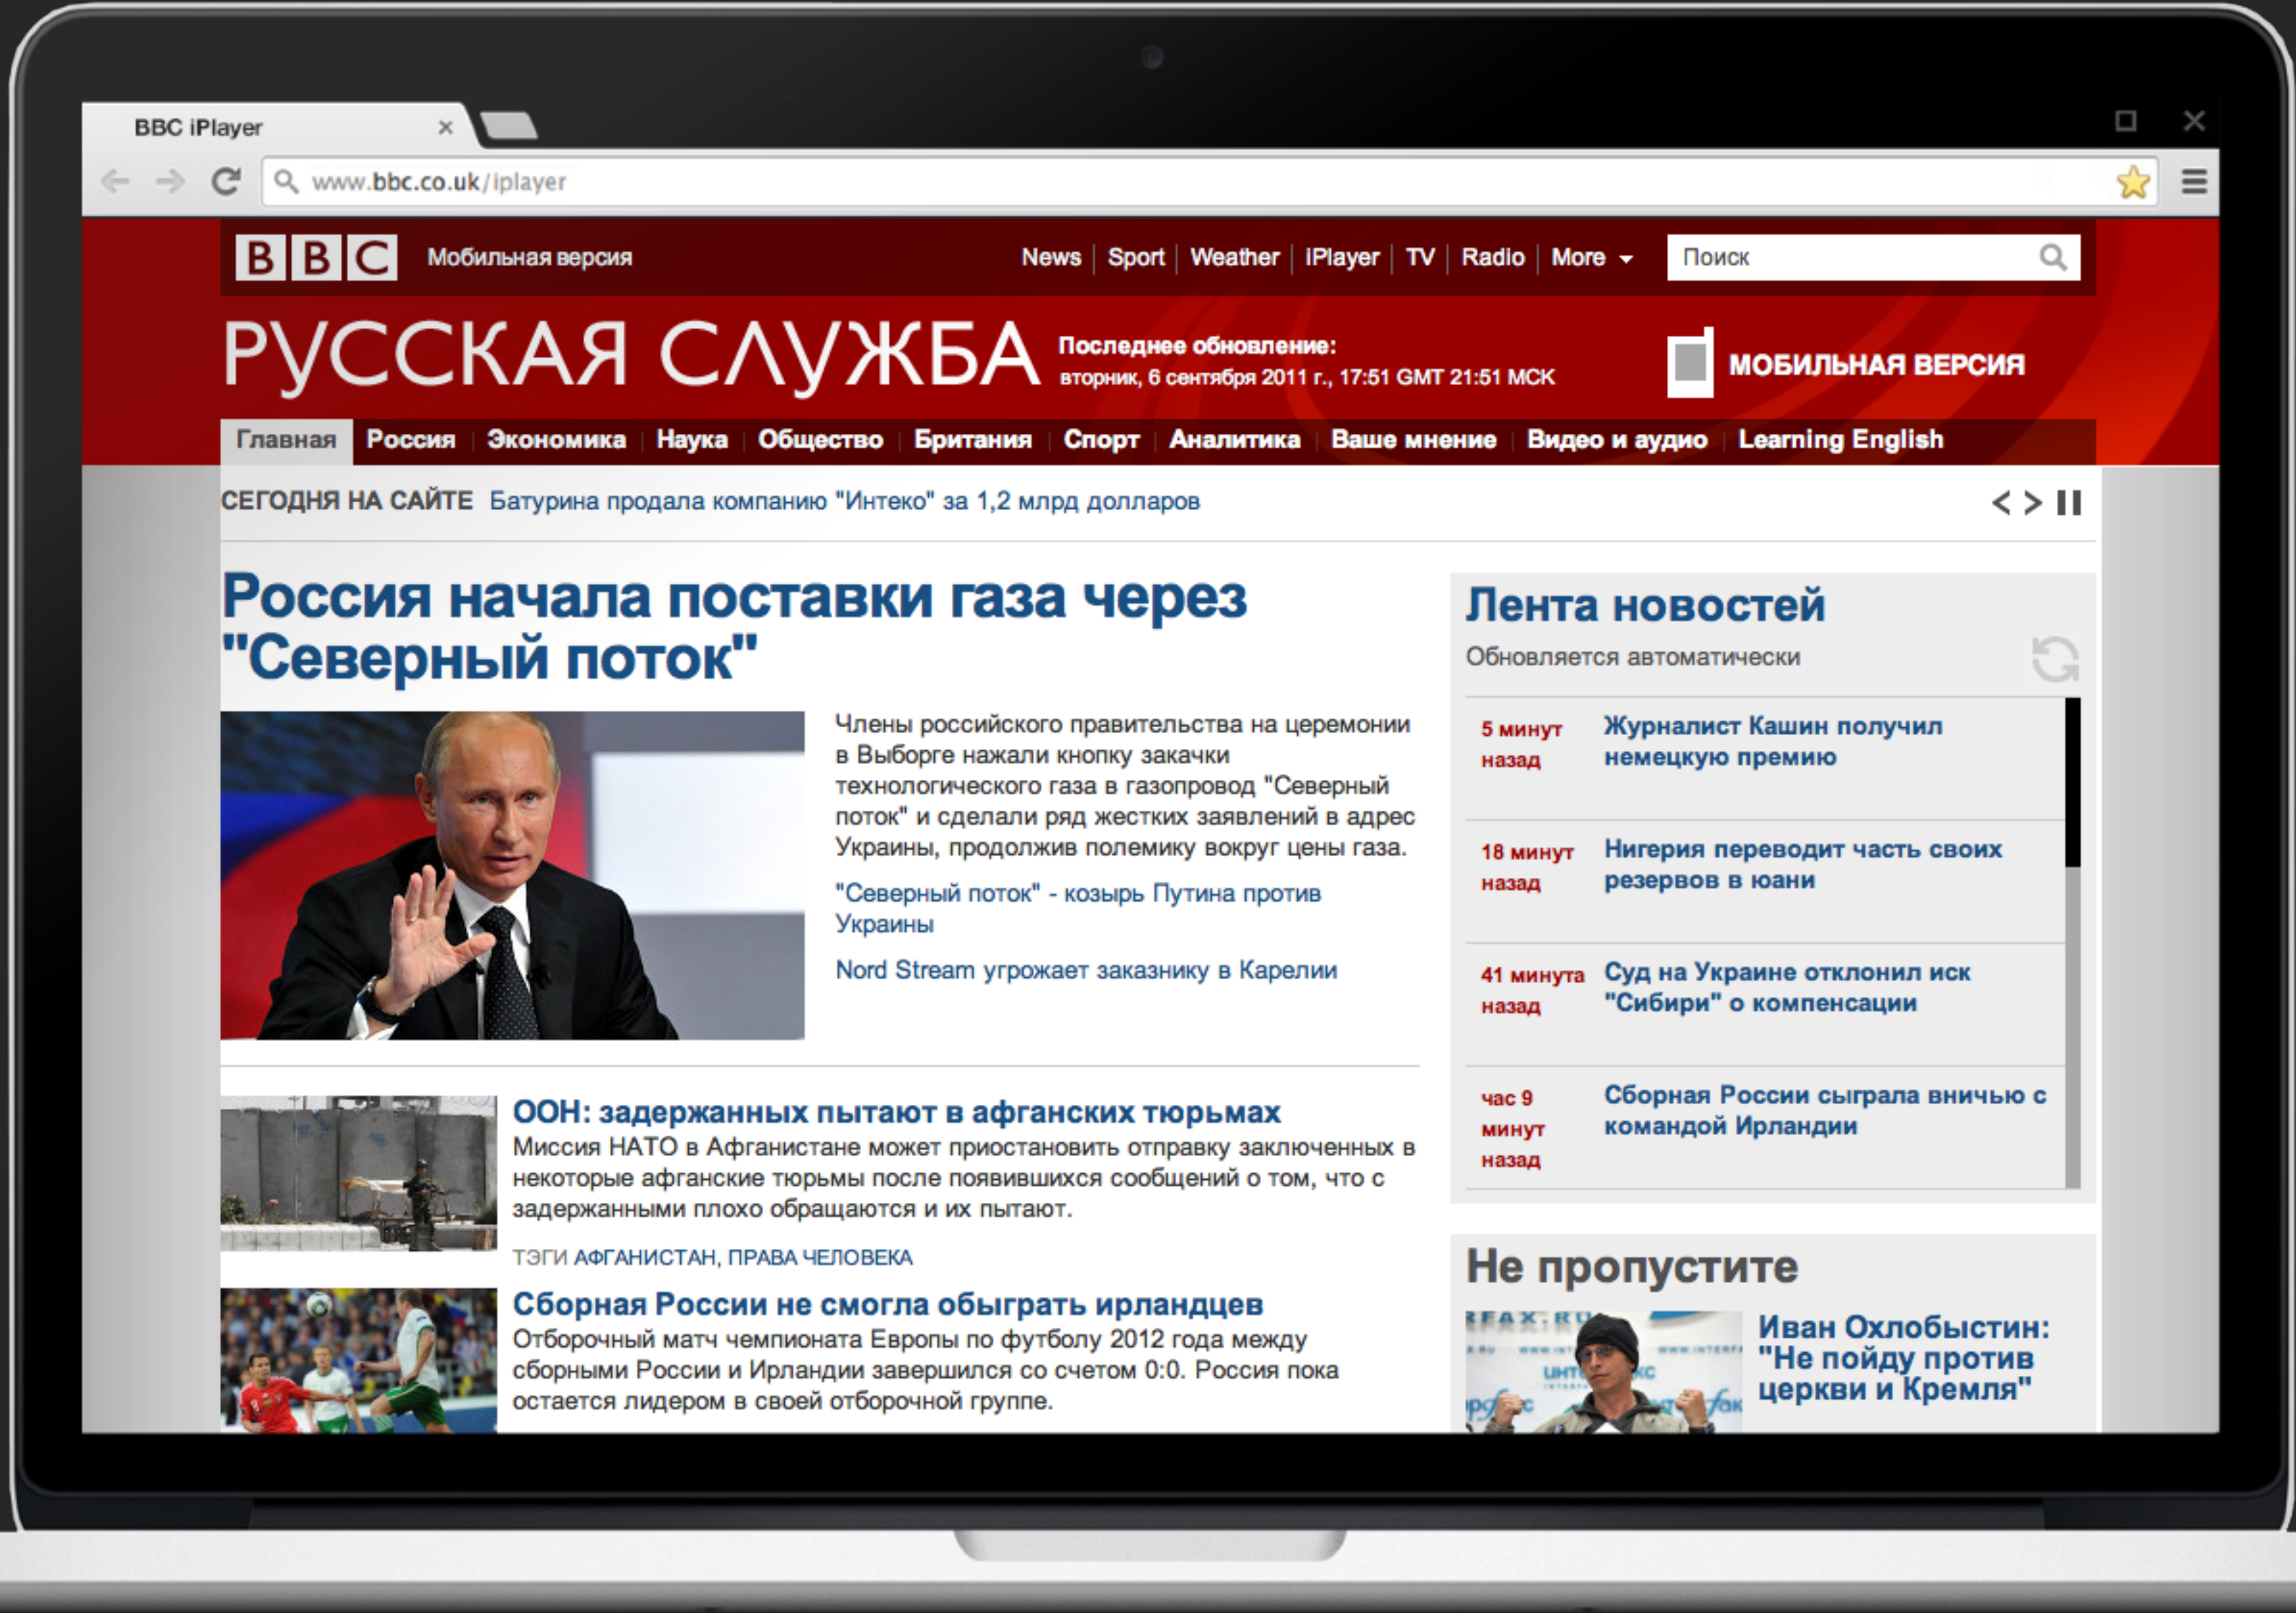 BBC iPlayer
www.bbc.co.uk/iplayer
BBC
Мобильная версия
News
Sport
Weather
iPlayer
TV
Radio
More
Поиск
РУССКАЯ СЛУЖБА
Последнее обновление:
вторник, 6 сентября 2011 г., 17:51 GMT 21:51 МСК
МОБИЛЬНАЯ ВЕРСИЯ
Главная
Россия
Экономика
Наука
Общество
Британия
Спорт
Аналитика
Ваше мнение
Видео и аудио
Learning English
СЕГОДНЯ НА САЙТЕ Батурина продала компанию "Интеко" за 1,2 млрд долларов
Россия начала поставки газа через
"Северный поток"
Члены российского правительства на церемонии
в Выборге нажали кнопку закачки
технологического газа в газопровод "Северный
поток" и сделали ряд жестких заявлений в адрес
Украины, продолжив полемику вокруг цены газа.
"Северный поток" - козырь Путина против
Украины
Nord Stream угрожает заказнику в Карелии
ООН: задержанных пытают в афганских тюрьмах
Миссия НАТО в Афганистане может приостановить отправку заключенных в
некоторые афганские тюрьмы после появившихся сообщений о том, что с
задержанными плохо обращаются и их пытают.
ТЭГИ АФГАНИСТАН, ПРАВА ЧЕЛОВЕКА
Сборная России не смогла обыграть ирландцев
Отборочный матч чемпионата Европы по футболу 2012 года между
сборными России и Ирландии завершился со счетом 0:0. Россия пока
остается лидером в своей отборочной группе.
Лента новостей
Обновляется автоматически
5 минут
назад
Журналист Кашин получил
немецкую премию
18 минут
назад
Нигерия переводит часть своих
резервов в юани
41 минута
назад
Суд на Украине отклонил иск
"Сибири" о компенсации
час 9
минут
назад
Сборная России сыграла вничью с
командой Ирландии
Не пропустите
Иван Охлобыстин:
"Не пойду против
церкви и Кремля"